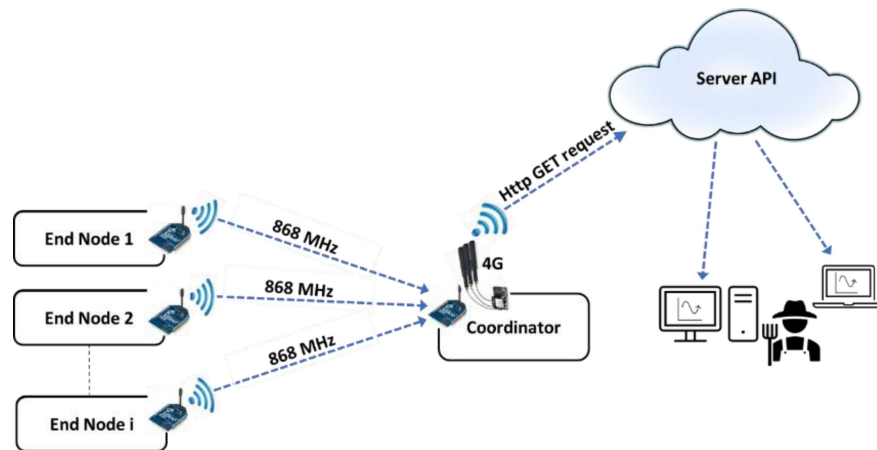 Server API
Http GET request
End Node 1
868 MHz
4G
End Node 2
868 MHz
Coordinator
868 MHz
End Node i